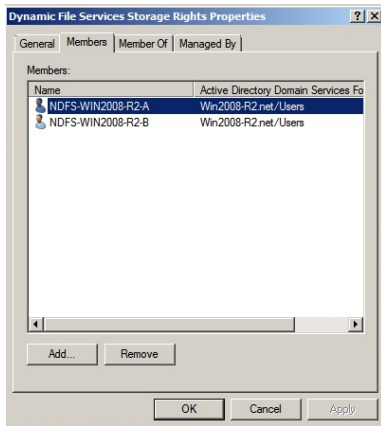 Dynamic File Services Storage Rights Properties
General Members Member Of Managed By
Members:
Name Active Directory Domain Services Fo
NDFS-WIN2008-R2-A Win2008-R2.net/Users
NDFS-WIN2008-R2-B Win2008-R2.net/Users
Add... Remove
OK Cancel Apply